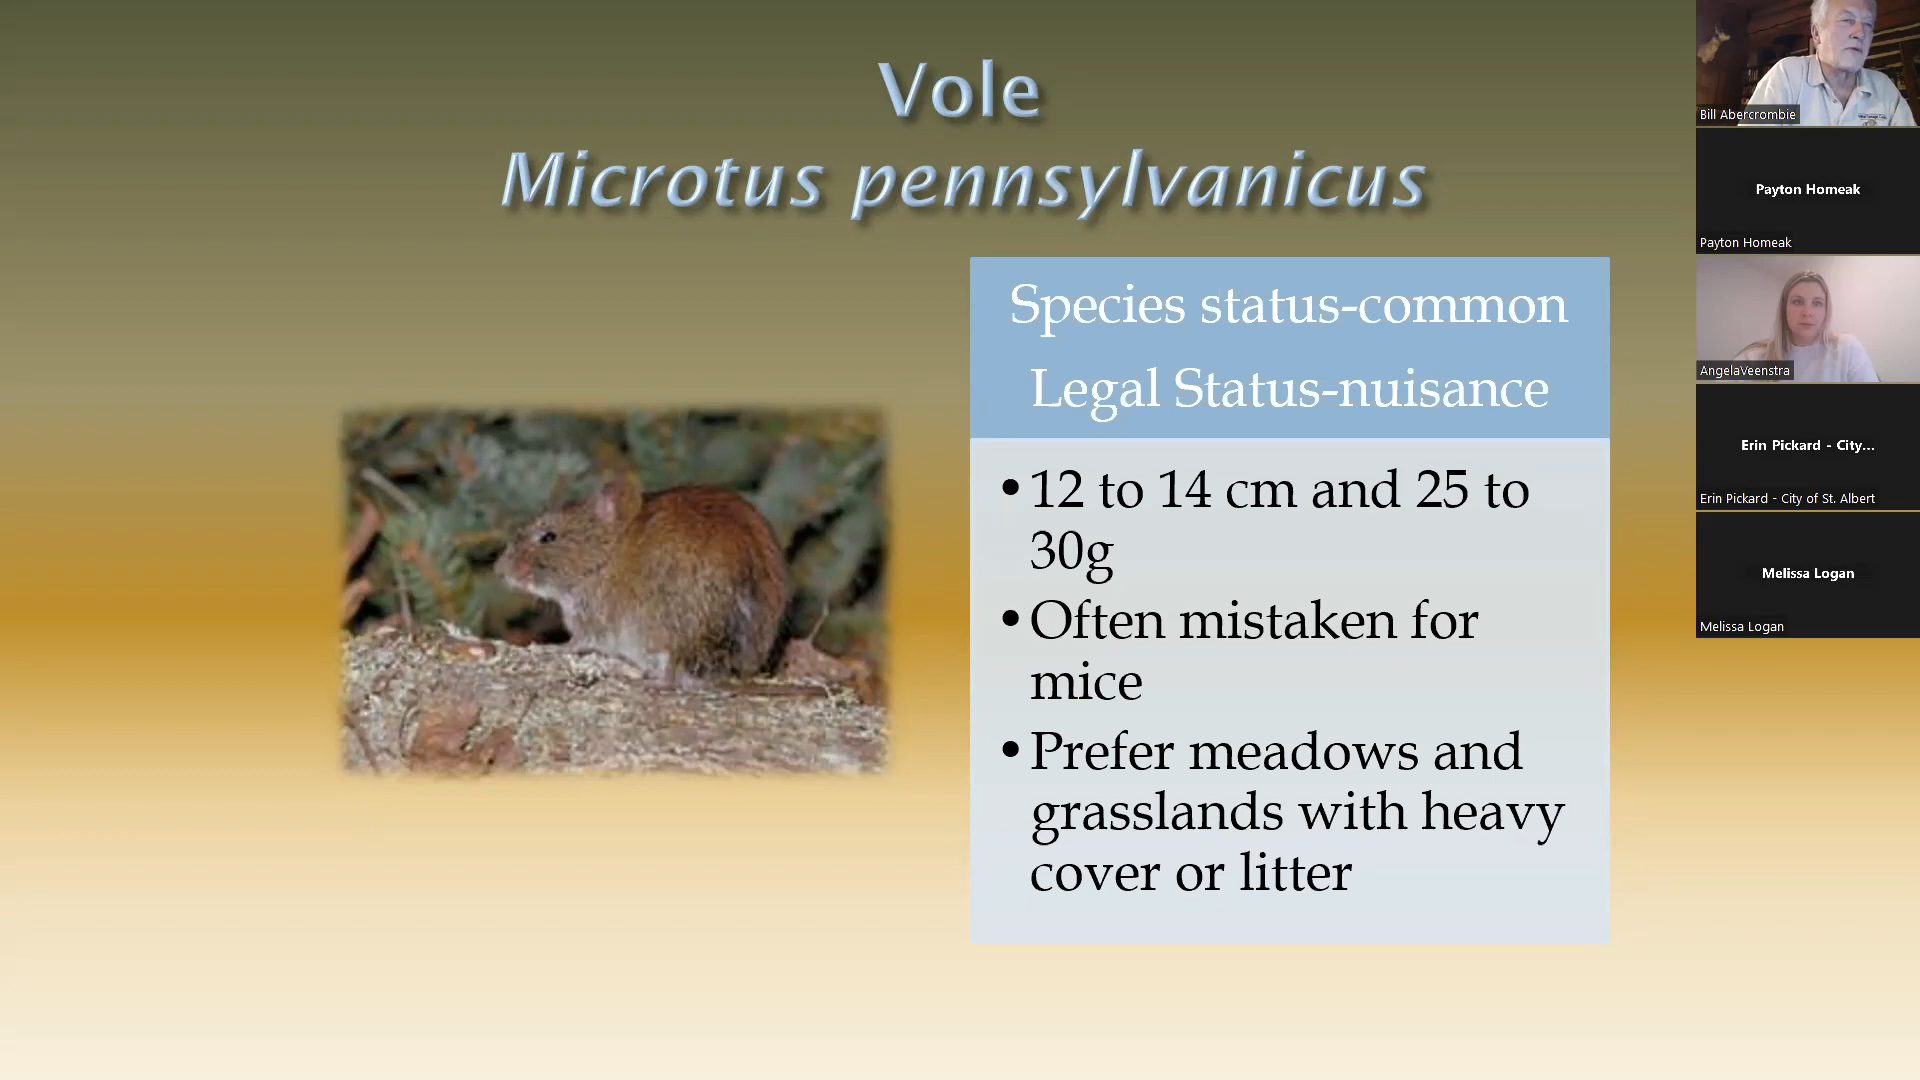 Vole
Microtus pennsylvanicus
Species status-common
Legal Status-nuisance
•12 to 14 cm and 25 to
30g
•Often mistaken for
mice
•Prefer meadows and
grasslands with heavy
cover or litter
Bill Abercrombie
Payton Homeak
Payton Homeak
AngelaVeenstra
Erin Pickard - City...
Erin Pickard - City of St. Albert
Melissa Logan
Melissa Logan